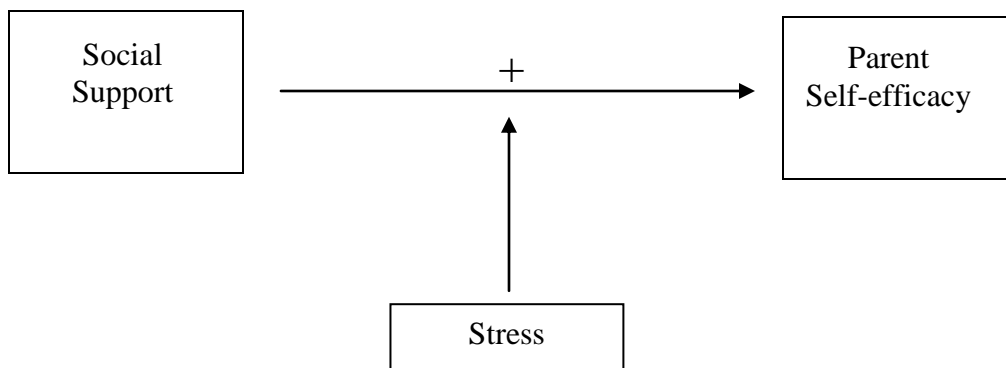 Social
Support
+
Parent
Self-efficacy
Stress